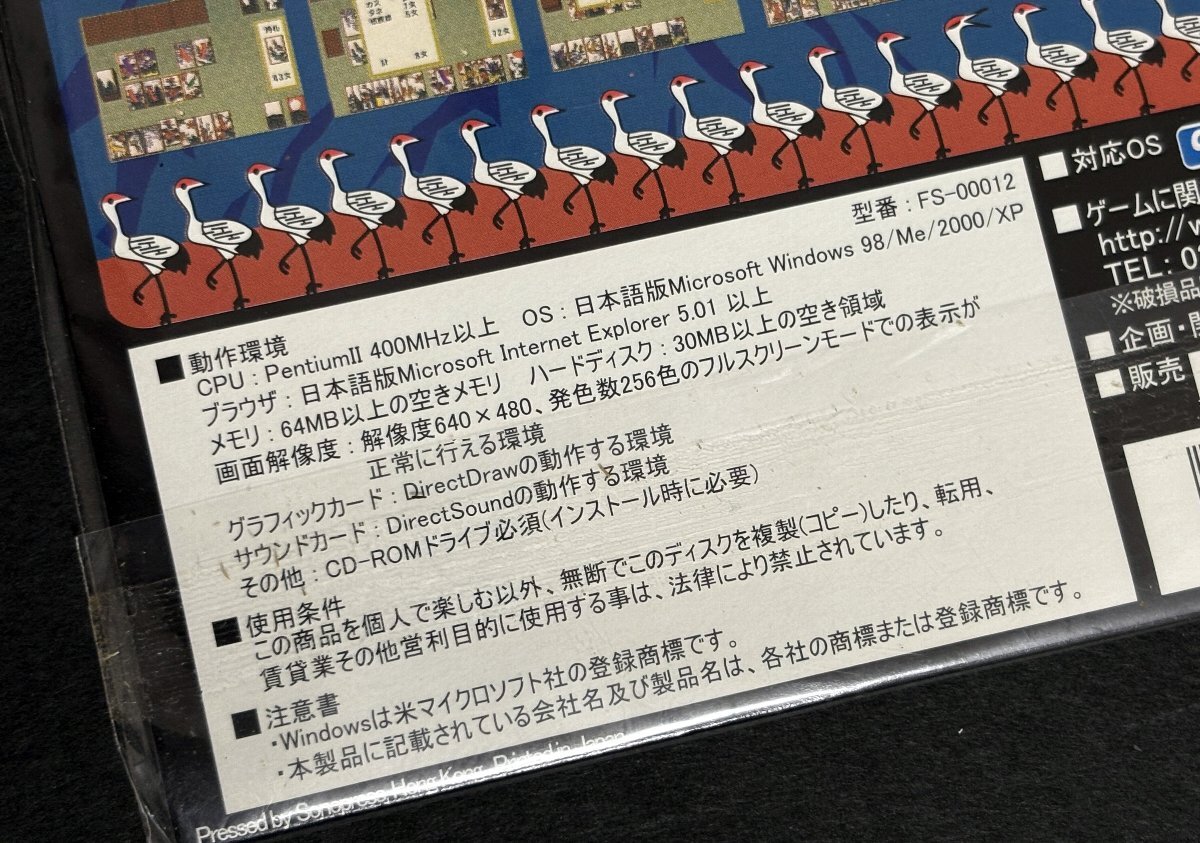 対応OS
ゲームに関
http://w
TEL: 0
※破損品
企画・
販売
型番：FS-00012
■動作環境
CPU：PentiumII 400MHz以上　OS：日本語版Microsoft Windows 98/Me/2000/XP
ブラウザ：日本語版Microsoft Internet Explorer 5.01 以上
メモリ：64MB以上の空きメモリ　ハードディスク：30MB以上の空き領域
画面解像度：解像度640×480、発色数256色のフルスクリーンモードでの表示が
正常に行える環境
グラフィックカード：DirectDrawの動作する環境
サウンドカード：DirectSoundの動作する環境
その他：CD-ROMドライブ必須(インストール時に必要)
■使用条件
この商品を個人で楽しむ以外、無断でこのディスクを複製(コピー)したり、転用、
賃貸業その他営利目的に使用する事は、法律により禁止されています。
■注意書
・Windowsは米マイクロソフト社の登録商標です。
・本製品に記載されている会社名及び製品名は、各社の商標または登録商標です。
Pressed by Sonopress Hong Kong. Printed in Japan